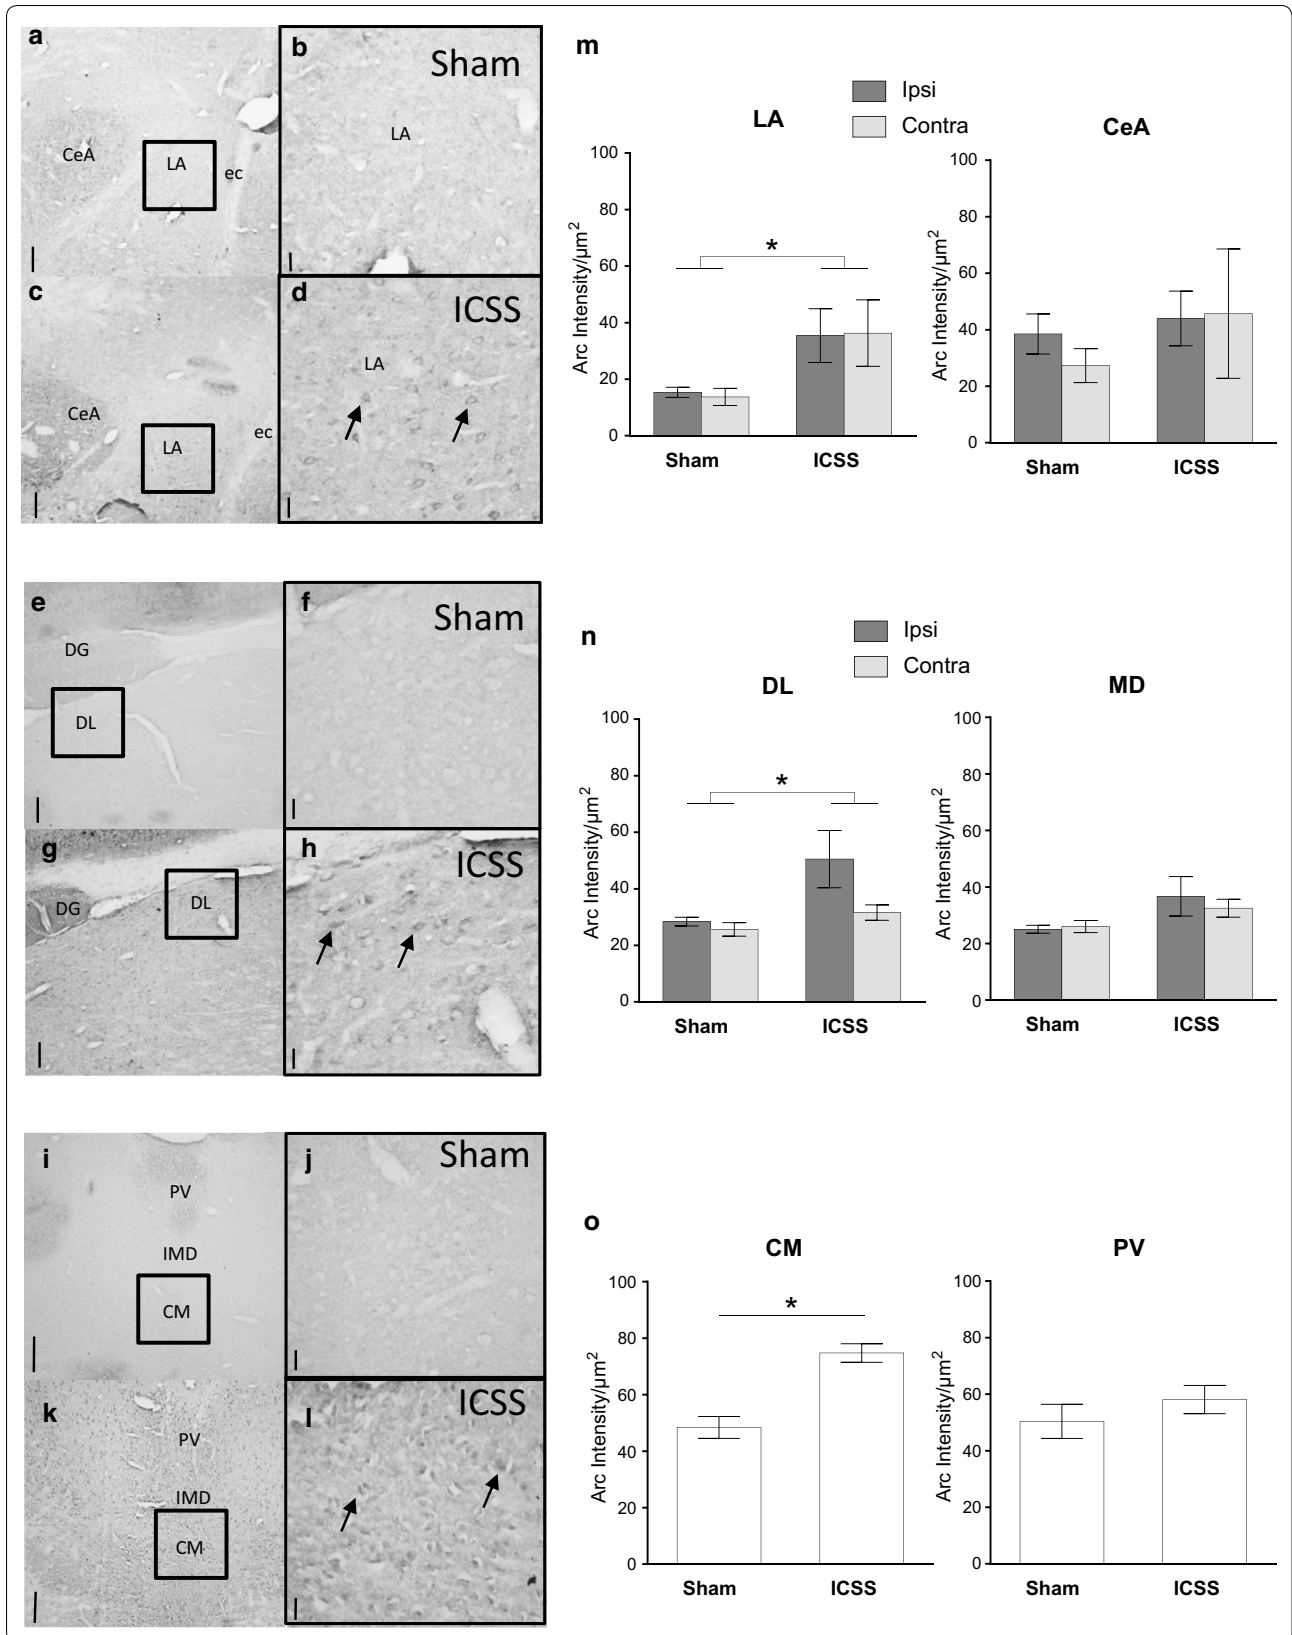 a
CeA
LA
ec
b
Sham
LA
c
CeA
LA
ec
d
ICSS
LA
m
Ipsi
Contra
LA
Arc Intensity/µm²
100
80
60
40
20
0
*
Sham
ICSS
CeA
Arc Intensity/µm²
100
80
60
40
20
0
Sham
ICSS
e
DG
DL
f
Sham
g
DG
DL
h
ICSS
n
Ipsi
Contra
DL
Arc Intensity/µm²
100
80
60
40
20
0
*
Sham
ICSS
MD
Arc Intensity/µm²
100
80
60
40
20
0
Sham
ICSS
i
PV
IMD
CM
j
Sham
k
PV
IMD
CM
l
ICSS
o
CM
Arc Intensity/µm²
100
80
60
40
20
0
*
Sham
ICSS
PV
Arc Intensity/µm²
100
80
60
40
20
0
Sham
ICSS